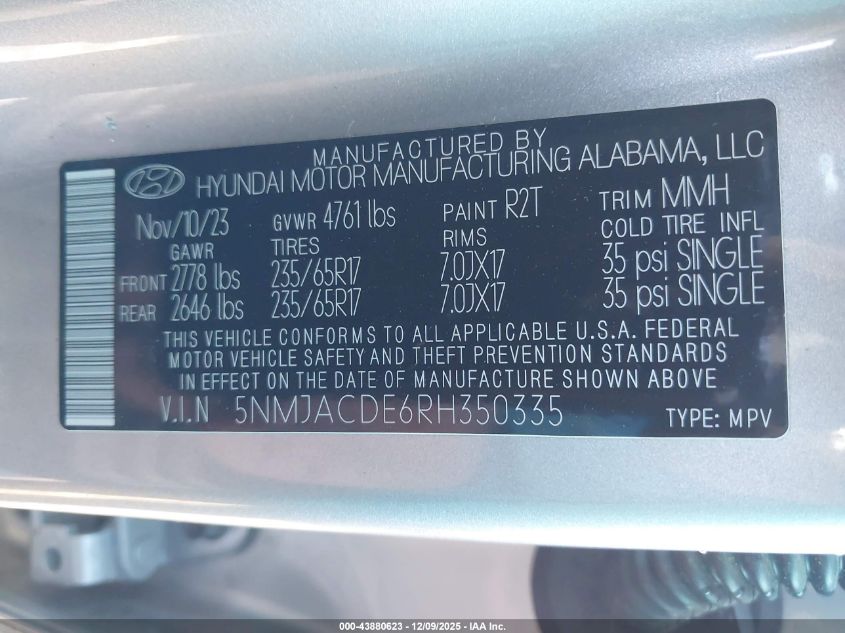 MANUFACTURED BY
HYUNDAI MOTOR MANUFACTURING ALABAMA, LLC
Nov/10/23 GVWR 4761 lbs PAINT R2T TRIM MMH
GAWR TIRES RIMS COLD TIRE INFL
FRONT 2778 lbs 235/65R17 7.0JX17 35 psi SINGLE
REAR 2646 lbs 235/65R17 7.0JX17 35 psi SINGLE
THIS VEHICLE CONFORMS TO ALL APPLICABLE U.S.A. FEDERAL
MOTOR VEHICLE SAFETY AND THEFT PREVENTION STANDARDS
IN EFFECT ON THE DATE OF MANUFACTURE SHOWN ABOVE
V.I.N 5NMJACDE6RH350335 TYPE: MPV
000-43880623 - 12/09/2025 - IAA Inc.